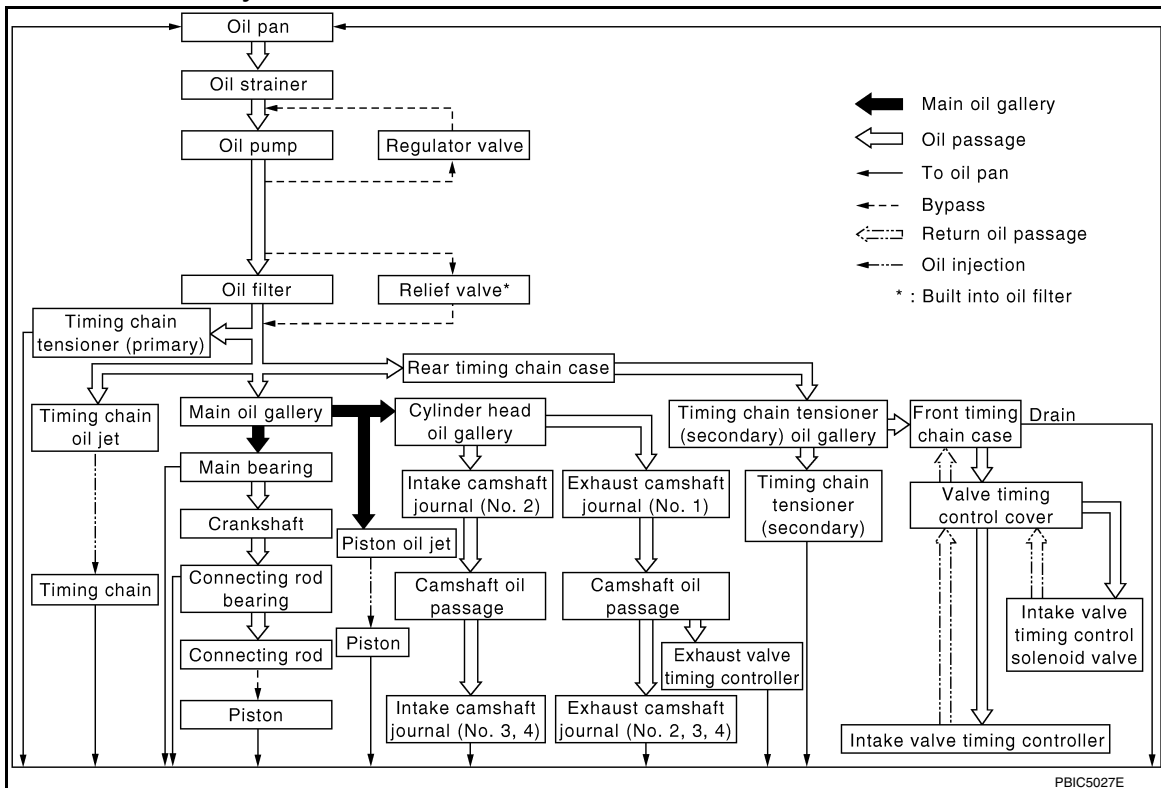 Oil pan
Oil strainer
Oil pump
Regulator valve
Oil filter
Relief valve*
Main oil gallery
Oil passage
To oil pan
Bypass
Return oil passage
Oil injection
* : Built into oil filter
Timing chain
tensioner (primary)
Rear timing chain case
Timing chain
oil jet
Main oil gallery
Cylinder head
oil gallery
Timing chain tensioner
(secondary) oil gallery
Front timing
chain case
Drain
Main bearing
Intake camshaft
journal (No. 2)
Exhaust camshaft
journal (No. 1)
Timing chain
tensioner
(secondary)
Valve timing
control cover
Crankshaft
Piston oil jet
Timing chain
Connecting rod
bearing
Camshaft oil
passage
Camshaft oil
passage
Intake valve
timing control
solenoid valve
Connecting rod
Piston
Exhaust valve
timing controller
Piston
Intake camshaft
journal (No. 3, 4)
Exhaust camshaft
journal (No. 2, 3, 4)
Intake valve timing controller
PBIC5027E